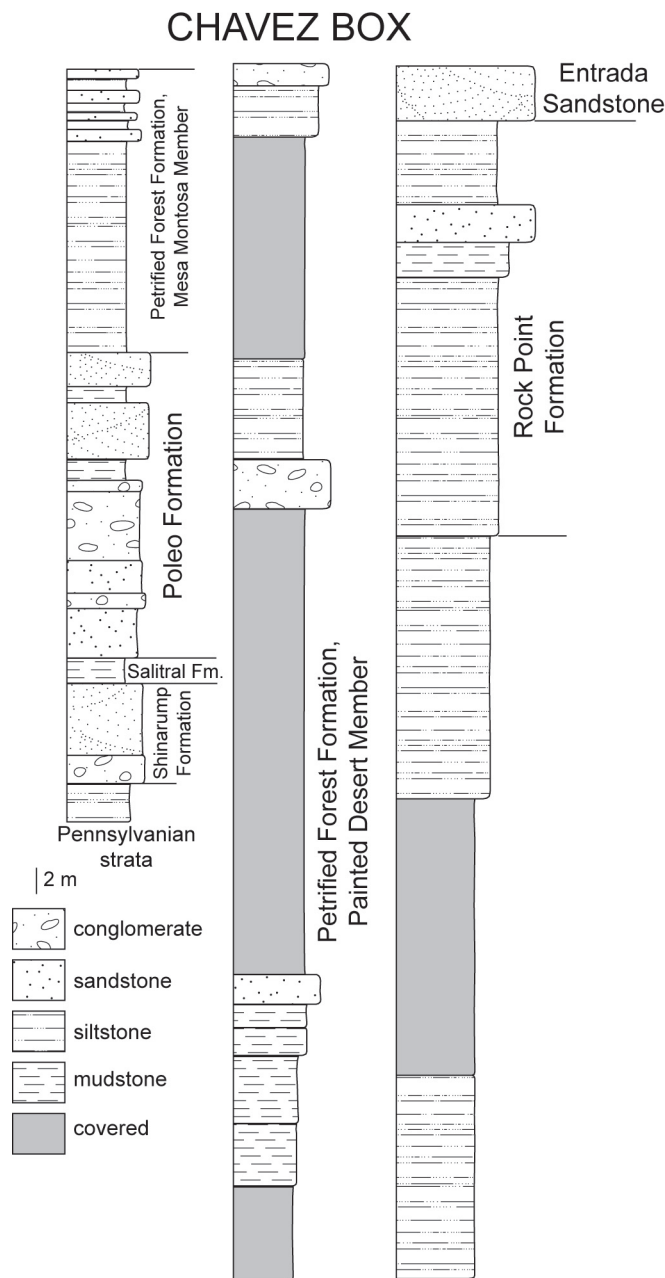 CHAVEZ BOX
Petrified Forest Formation,
Mesa Montosa Member
Poleo Formation
Salitral Fm.
Shinarump
Formation
Pennsylvanian
strata
2 m
conglomerate
sandstone
siltstone
mudstone
covered
Petrified Forest Formation,
Painted Desert Member
Entrada
Sandstone
Rock Point
Formation